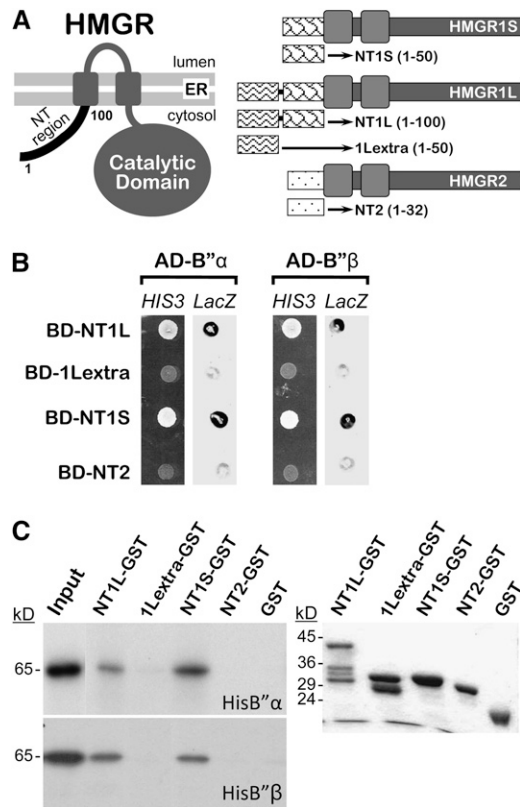 A
HMGR
lumen
ER
cytosol
NT
region
100
1
Catalytic
Domain
HMGR1S
NT1S (1-50)
HMGR1L
NT1L (1-100)
1Lextra (1-50)
HMGR2
NT2 (1-32)
B
AD-B"α
AD-B"β
HIS3 LacZ
HIS3 LacZ
BD-NT1L
BD-1Lextra
BD-NT1S
BD-NT2
C
kD
Input
NT1L-GST
1Lextra-GST
NT1S-GST
NT2-GST
GST
65-
HisB"α
65-
HisB"β
kD
NT1L-GST
1Lextra-GST
NT1S-GST
NT2-GST
GST
45-
36-
29-
24-